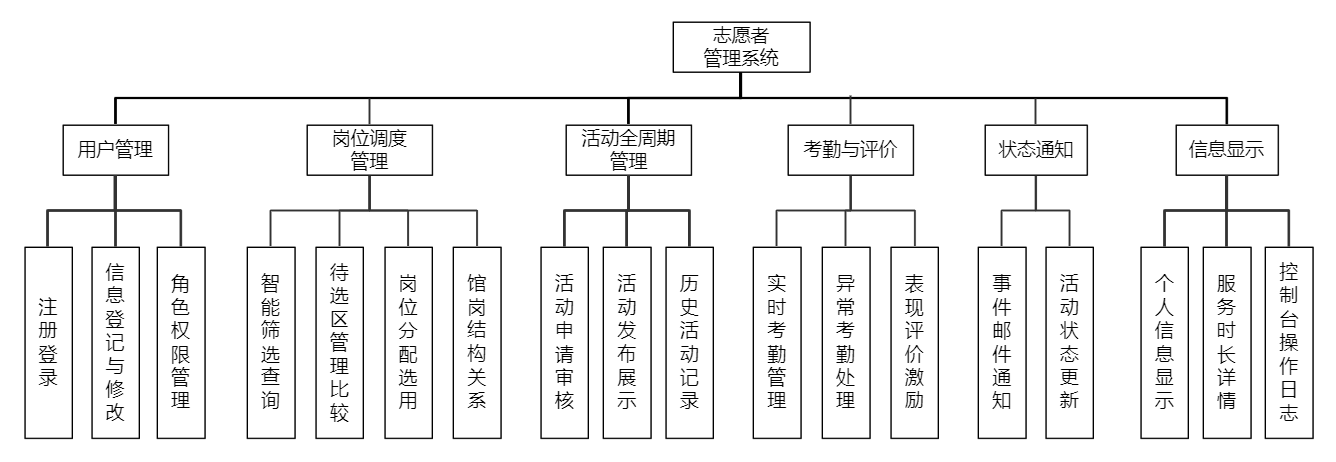 志愿者
管理系统
用户管理
岗位调度
管理
活动全周期
管理
考勤与评价
状态通知
信息显示
注册登录
信息登记与修改
角色权限管理
智能筛选查询
待选区管理比较
岗位分配选用
馆岗结构关系
活动申请审核
活动发布展示
历史活动记录
实时考勤管理
异常考勤处理
表现评价激励
事件邮件通知
活动状态更新
个人信息显示
服务时长详情
控制台操作日志